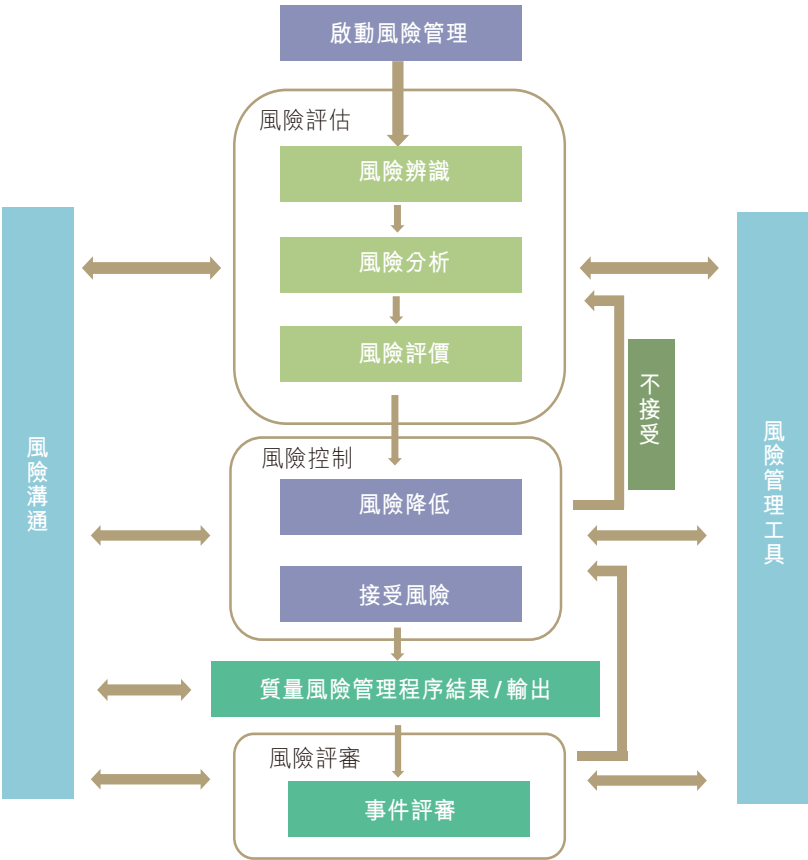 啟動風險管理
風險評估
風險辨識
風險分析
風險評價
不接受
風險控制
風險降低
接受風險
質量風險管理程序結果/輸出
風險評審
事件評審
風險溝通
風險管理工具